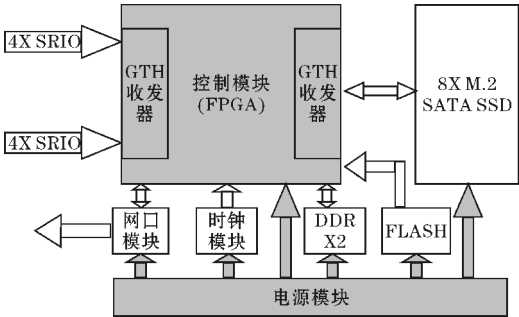 4X SRIO
4X SRIO
GTH
收发
器
控制模块
(FPGA)
GTH
收发
器
8X M.2
SATA SSD
网口
模块
时钟
模块
DDR
X2
FLASH
电源模块